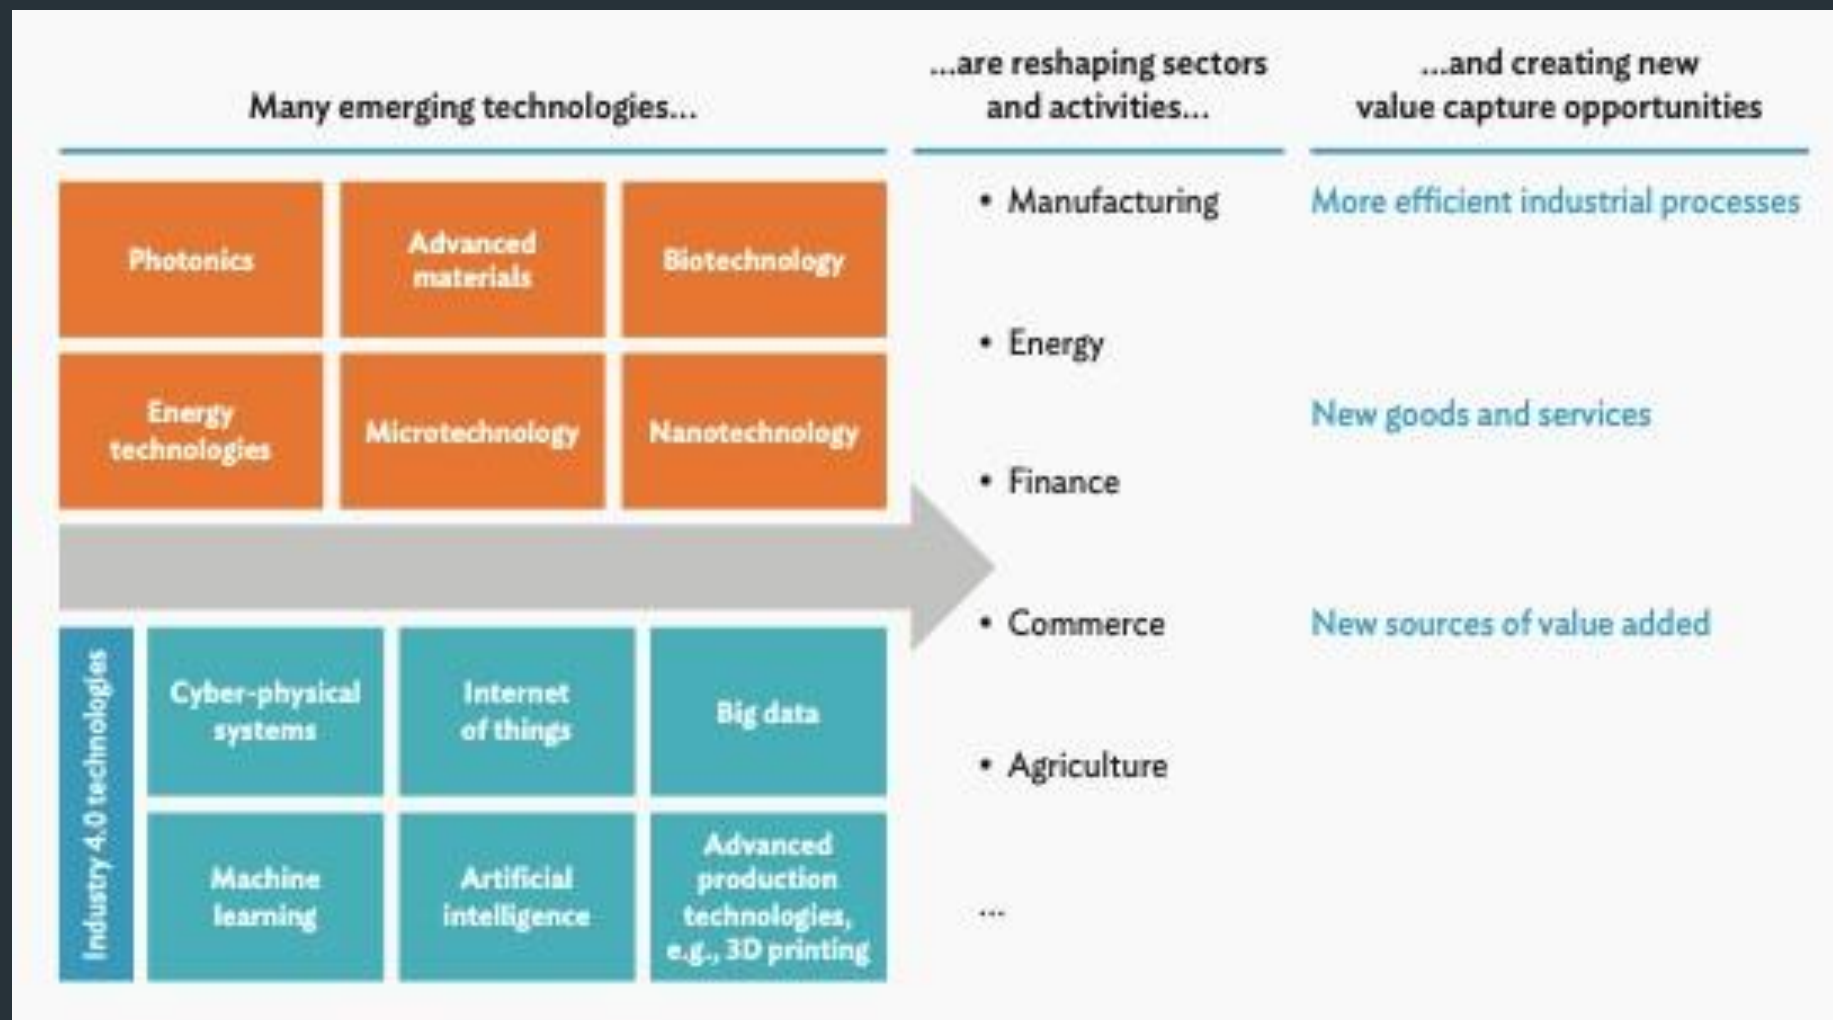 Many emerging technologies...
...are reshaping sectors
and activities...
...and creating new
value capture opportunities
Photonics
Advanced
materials
Biotechnology
Energy
technologies
Microtechnology
Nanotechnology
Industry 4.0 technologies
Cyber-physical
systems
Internet
of things
Big data
Machine
learning
Artificial
intelligence
Advanced
production
technologies,
e.g., 3D printing
• Manufacturing
• Energy
• Finance
• Commerce
• Agriculture
...
More efficient industrial processes
New goods and services
New sources of value added